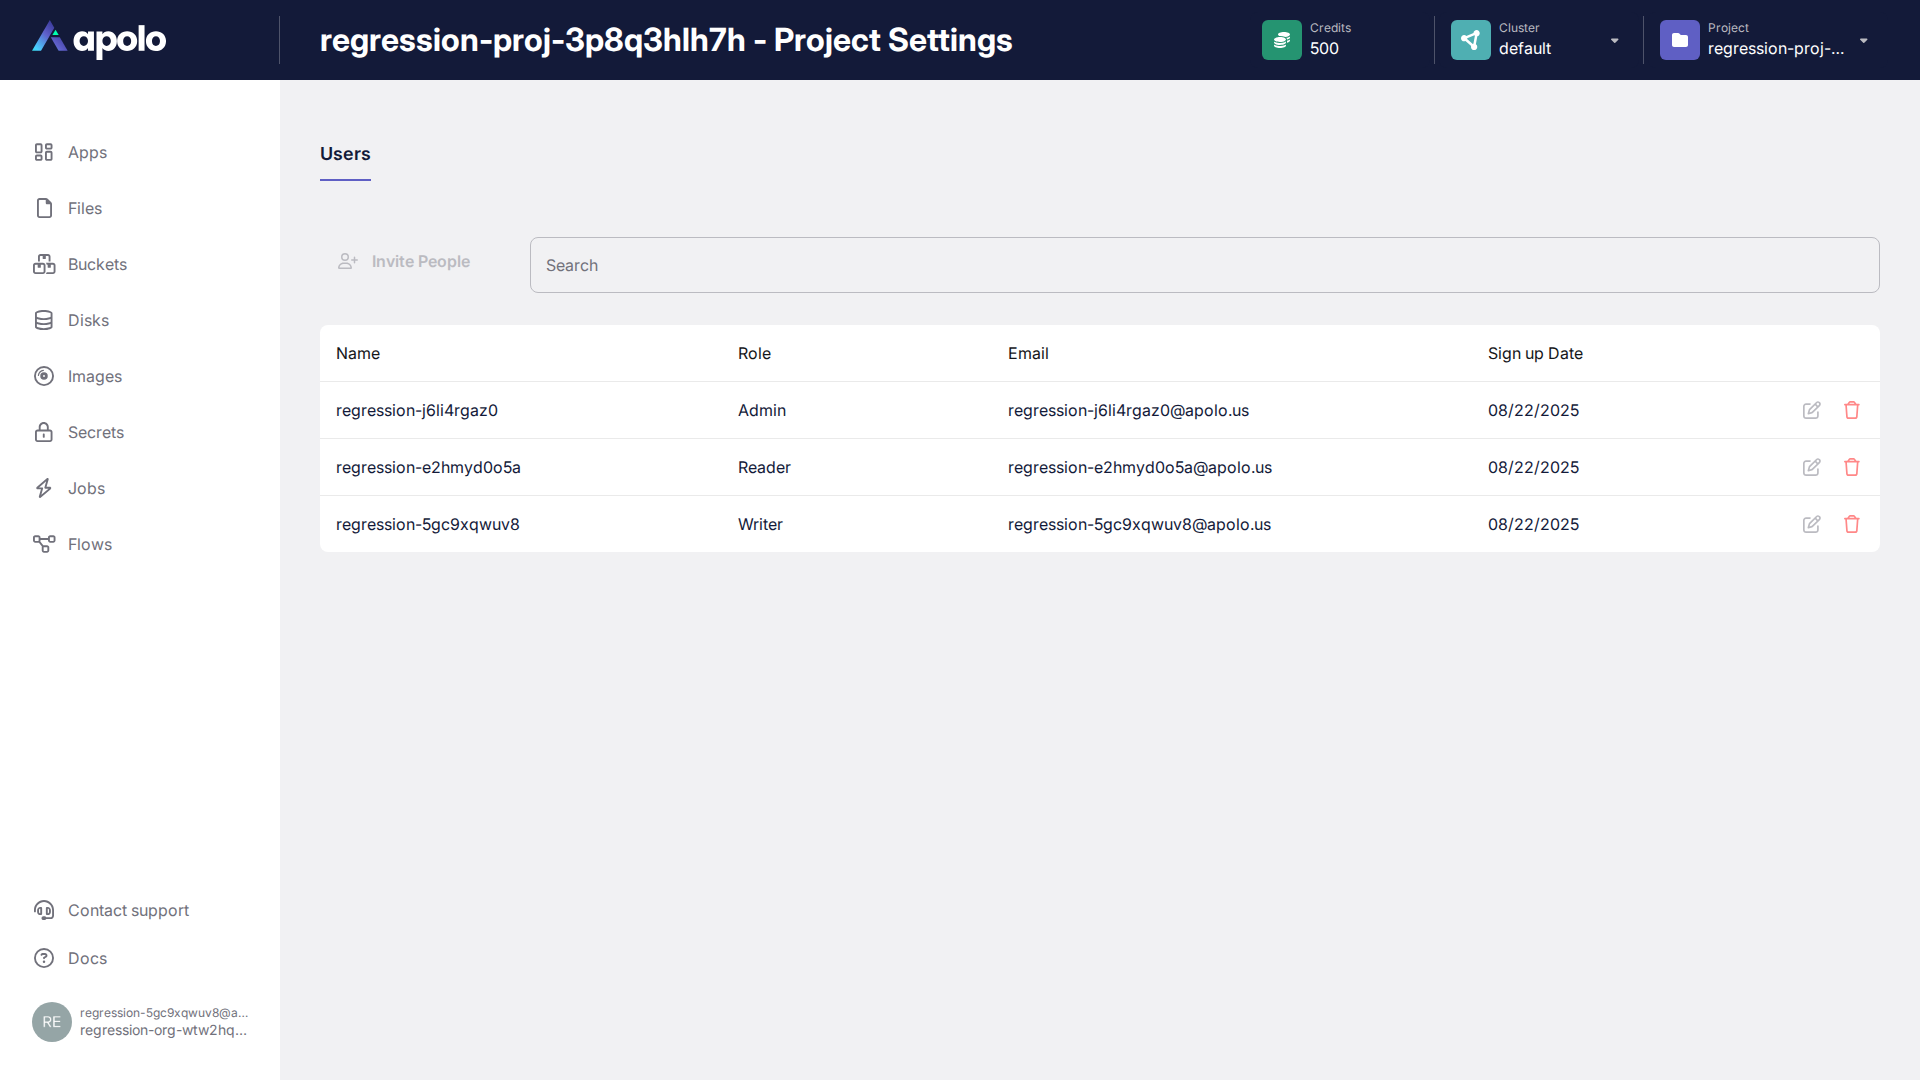 apolo
regression-proj-3p8q3hlh7h - Project Settings
Credits
500
Cluster
default
Project
regression-proj-...
Apps
Files
Buckets
Disks
Images
Secrets
Jobs
Flows
Contact support
Docs
RE
regression-5gc9xqwuv8@a...
regression-org-wtw2hq...
Users
Invite People
Search
Name Role Email Sign up Date
regression-j6li4rgaz0 Admin regression-j6li4rgaz0@apolo.us 08/22/2025
regression-e2hmyd0o5a Reader regression-e2hmyd0o5a@apolo.us 08/22/2025
regression-5gc9xqwuv8 Writer regression-5gc9xqwuv8@apolo.us 08/22/2025